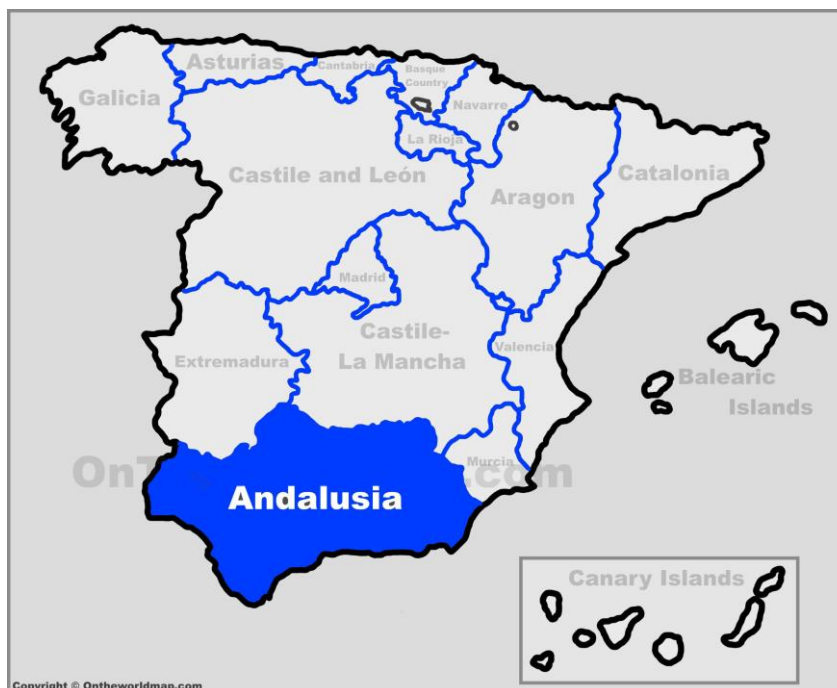 Asturias
Cantabria
Basque
Country
Galicia
Navarre
La Rioja
Castile and León
Catalonia
Aragon
Madrid
Castile-
La Mancha
Valencia
Extremadura
Balearic
Islands
Murcia
Andalusia
Canary Islands
Copyright © Ontheworldmap.com